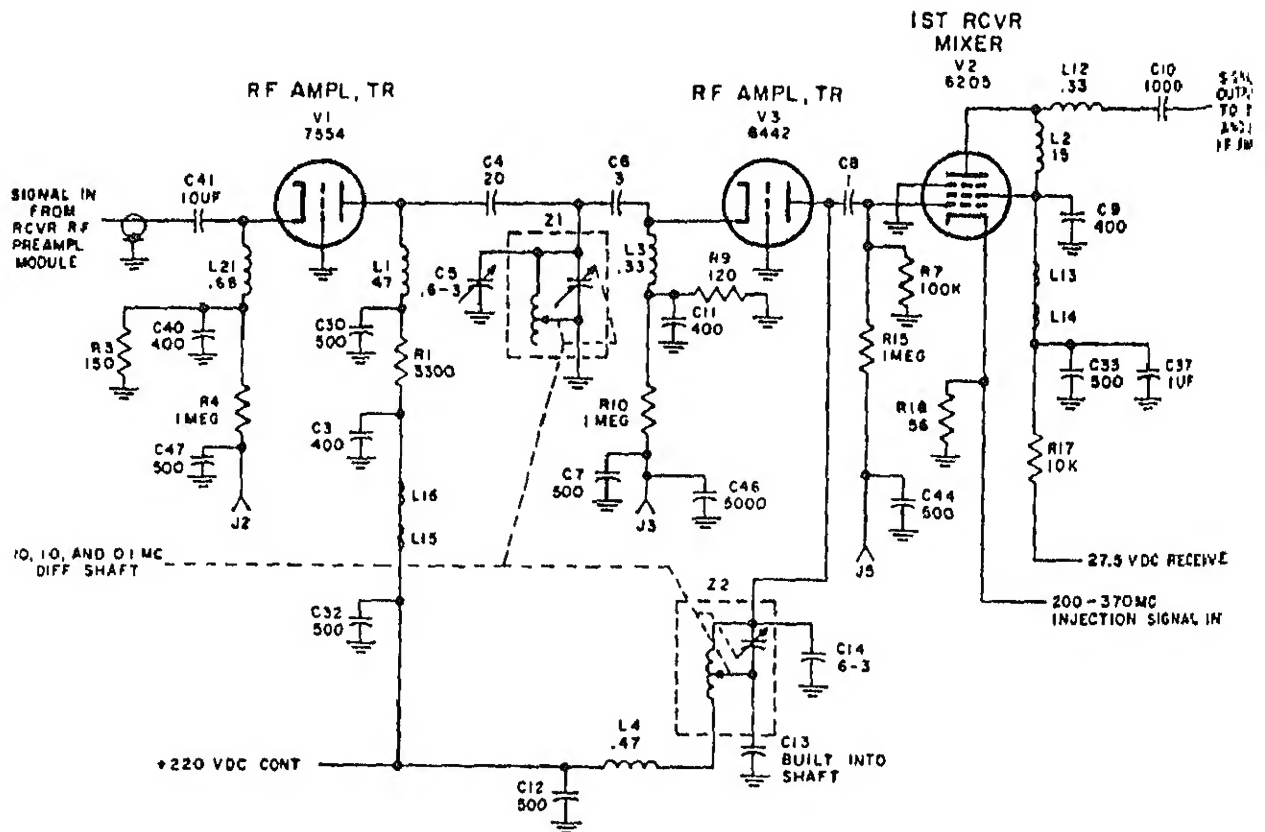 1ST RCVR
MIXER
V2
6205
RF AMPL, TR
V1
7554
RF AMPL, TR
V3
6442
L12
.33
C10
1000
OUTPU
TO
L2
15
SIGNAL IN
FROM
RCVR RF
PREAMPL
MODULE
C41
10UF
C4
20
C6
3
C8
1
Z1
L21
.68
L1
47
C5
.6-3
L3
.33
R9
120
C11
400
R7
100K
C9
400
L13
L14
R3
150
C40
400
C30
500
R1
3300
R15
1MEG
C33
500
C37
1UF
R4
1MEG
C3
400
R10
1MEG
R18
56
R17
10K
C47
500
C7
500
C46
5000
C44
500
J2
L16
L15
J3
J5
10, 1.0, AND 0.1 MC
DIFF SHAFT
27.5 VDC RECEIVE
200-370MC
INJECTION SIGNAL IN
C32
500
Z2
C14
6-3
L4
.47
C13
BUILT INTO
SHAFT
+220 VDC CONT
C12
500